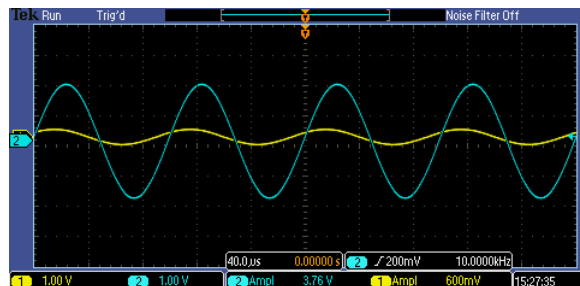 Tek Run Trig'd Noise Filter Off
T
T
2
40.0µs 0.00000 s 2 200mV 10.0000kHz
1 1.00 V 2 1.00 V 2 Ampl 3.76 V 1 Ampl 600mV 15:27:35